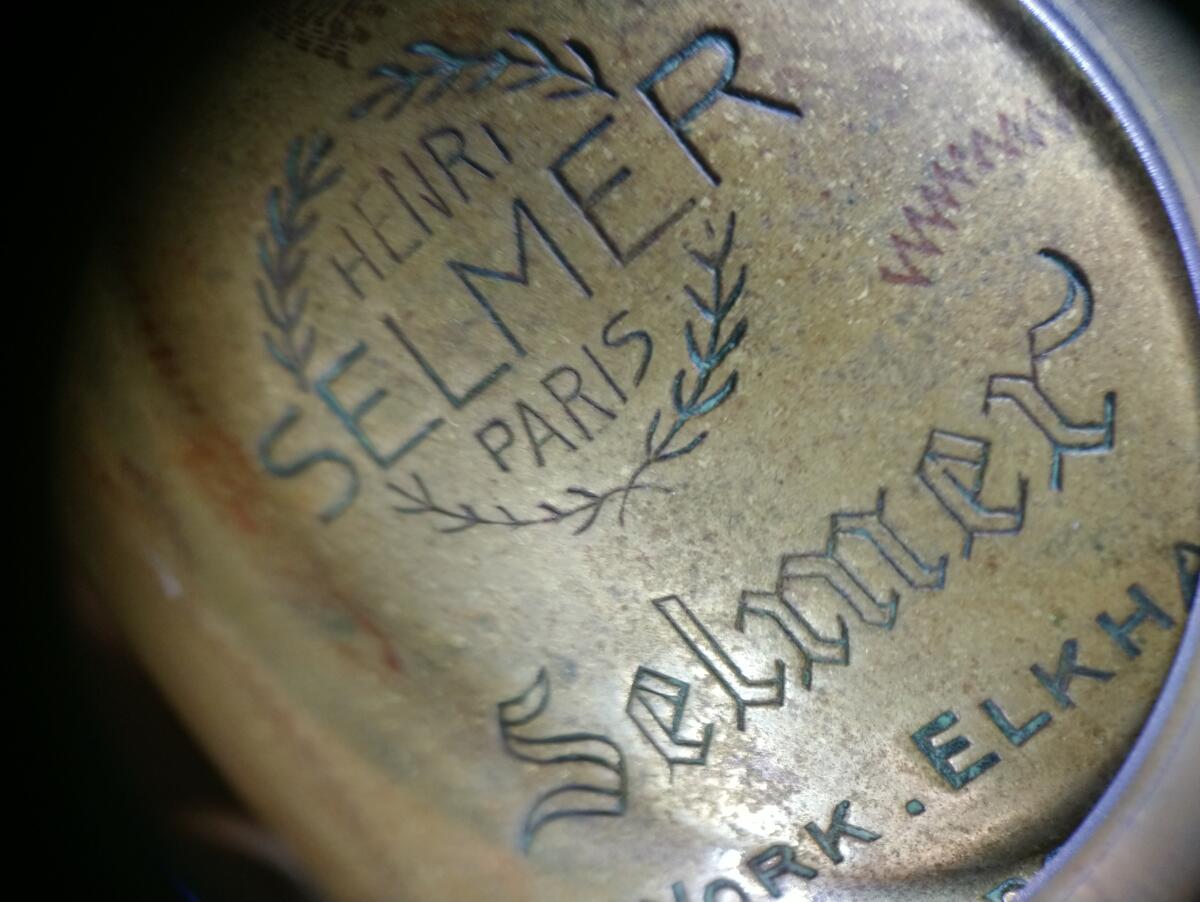 HENRI
SELMER
PARIS
Selmer
YORK · ELKHA